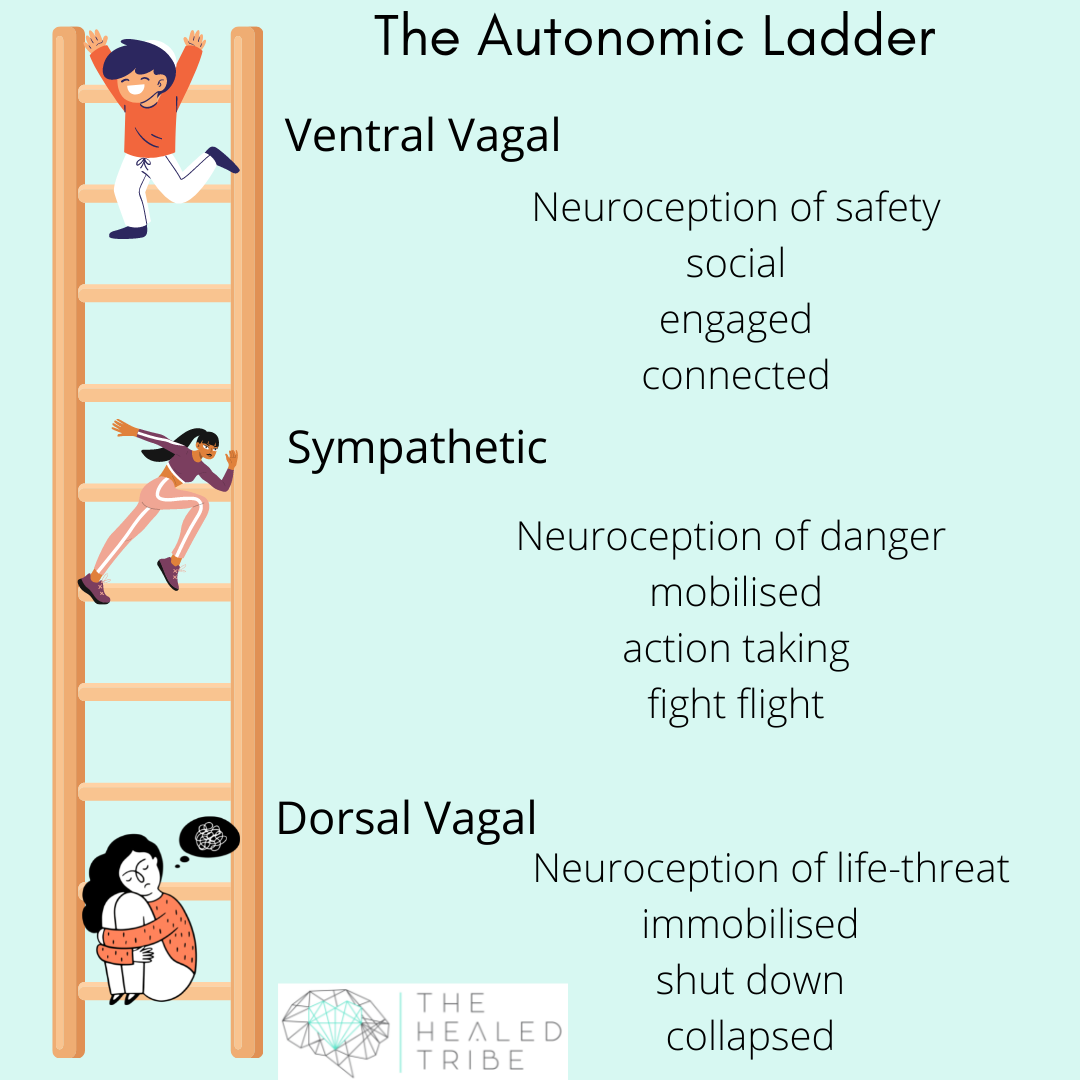 The Autonomic Ladder
Ventral Vagal
Neuroception of safety
social
engaged
connected
Sympathetic
Neuroception of danger
mobilised
action taking
fight flight
Dorsal Vagal
Neuroception of life-threat
immobilised
shut down
collapsed
THE
HEALED
TRIBE